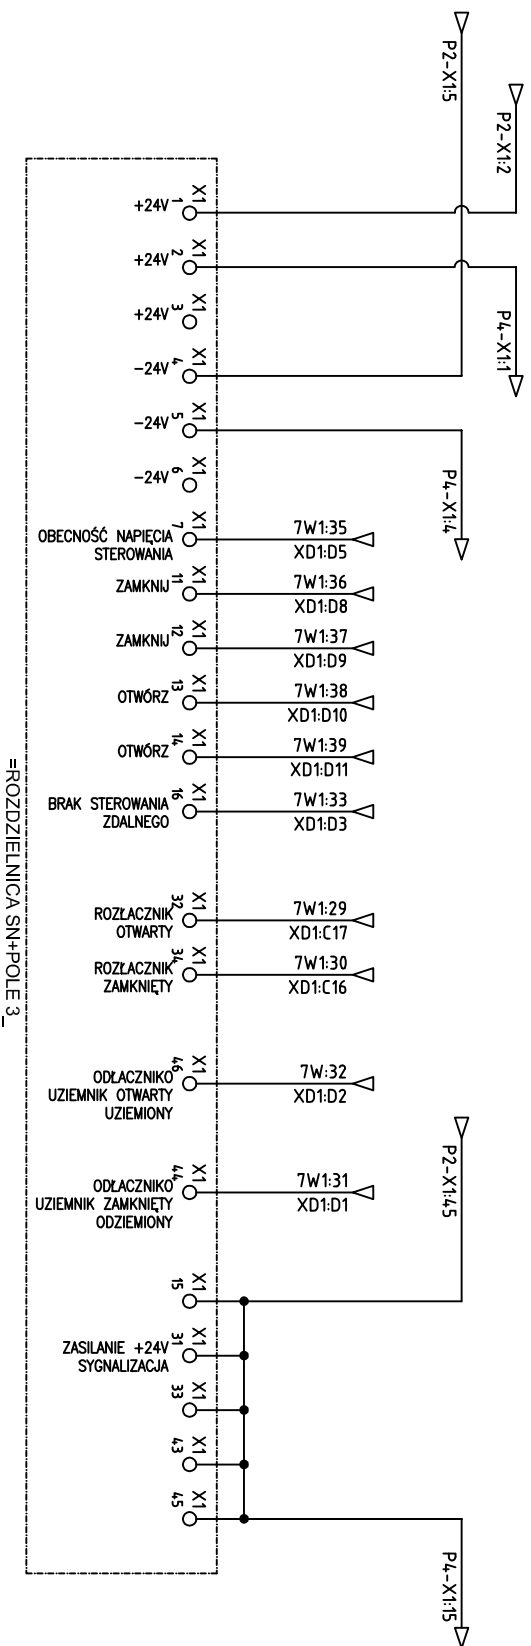 P2-X1:5
P2-X1:2
X1
1
+24V
X1
2
+24V
P4-X1:1
X1
3
+24V
X1
4
-24V
X1
5
-24V
P4-X1:4
X1
6
-24V
X1
7
OBECNOŚĆ NAPIĘCIA
STEROWANIA
7W1:35
XD1:D5
X1
11
ZAMKNIJ
7W1:36
XD1:D8
X1
12
ZAMKNIJ
7W1:37
XD1:D9
X1
13
OTWÓRZ
7W1:38
XD1:D10
X1
14
OTWÓRZ
7W1:39
XD1:D11
X1
16
BRAK STEROWANIA
ZDALNEGO
7W1:33
XD1:D3
X1
32
ROZŁACZNIK
OTWARTY
7W1:29
XD1:C17
X1
34
ROZŁACZNIK
ZAMKNIĘTY
7W1:30
XD1:C16
X1
46
ODŁACZNIKO
UZIEMNIK OTWARTY
UZIEMIONY
7W:32
XD1:D2
X1
44
ODŁACZNIKO
UZIEMNIK ZAMKNIĘTY
ODZIEMIONY
7W1:31
XD1:D1
P2-X1:45
X1
15
X1
31
ZASILANIE +24V
SYGNALIZACJA
X1
33
X1
43
X1
45
P4-X1:15
=ROZDZIELNICA SN+POLE 3_